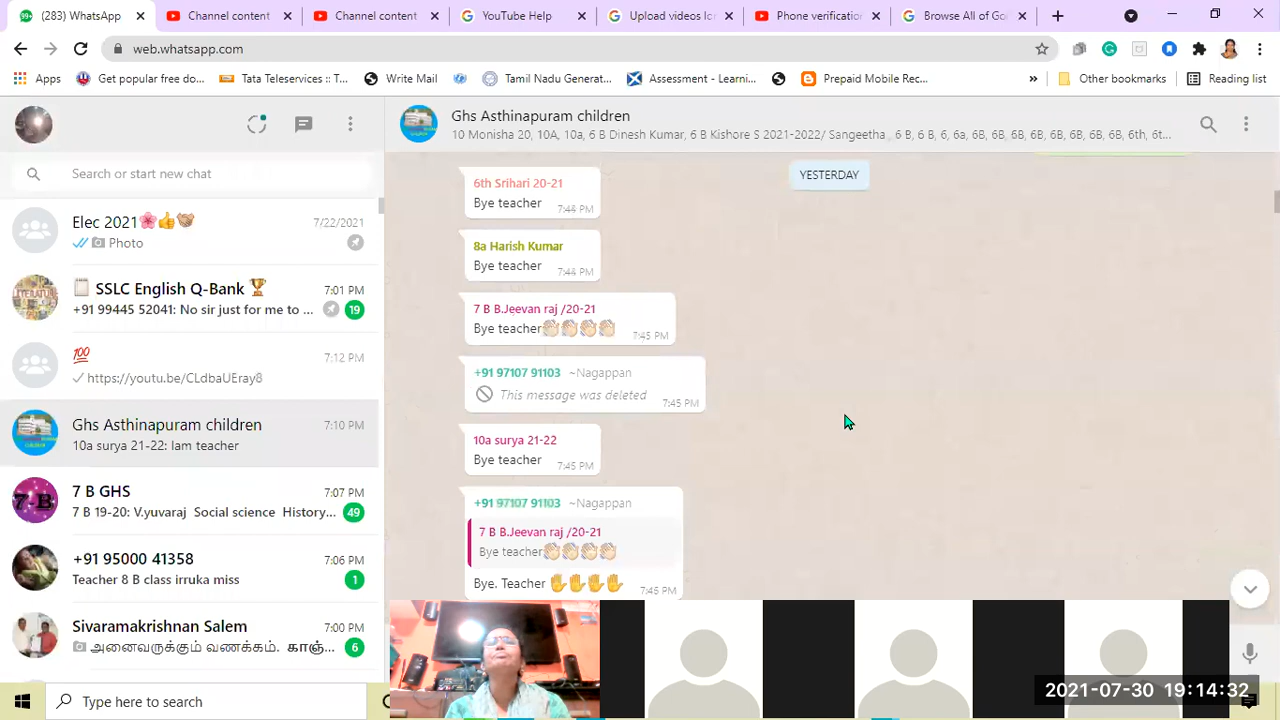 99+
Channel content
Channel content
YouTube Help
Upload videos lo
Phone verificatio
Browse All of Go
web.whatsapp.com
Apps
Get popular free do...
Tata Teleservices :: T...
Write Mail
Tamil Nadu Generat...
Assessment - Learni...
Prepaid Mobile Rec...
»
Other bookmarks
Reading list
Ghs Asthinapuram children
10 Monisha 20, 10A, 10a, 6 B Dinesh Kumar, 6 B Kishore S 2021-2022/ Sangeetha , 6 B, 6 B, 6, 6a, 6B, 6B, 6B, 6B, 6B, 6B, 6B, 6th, 6t...
Search or start new chat
Elec 2021🌸👍🤝🏼
7/22/2021
Photo
🗒️ SSLC English Q-Bank 🏆
7:01 PM
+91 99445 52041: No sir just for me to ...
19
💯
7:12 PM
https://youtu.be/CLdbaUEray8
Ghs Asthinapuram children
7:10 PM
10a surya 21-22: Iam teacher
7-B
7 B GHS
7:07 PM
7 B 19-20: V.yuvaraj Social science History...
49
+91 95000 41358
7:06 PM
Teacher 8 B class irruka miss
1
Sivaramakrishnan Salem
7:00 PM
அனைவருக்கும் வணக்கம். காஞ்...
6
YESTERDAY
6th Srihari 20-21
Bye teacher
7:44 PM
8a Harish Kumar
Bye teacher
7:44 PM
7 B B.Jeevan raj /20-21
Bye teacher👏🏻👏🏻👏🏻👏🏻
7:45 PM
+91 97107 91103 ~Nagappan
This message was deleted
7:45 PM
10a surya 21-22
Bye teacher
7:45 PM
+91 97107 91103 ~Nagappan
7 B B.Jeevan raj /20-21
Bye teacher👏🏻👏🏻👏🏻👏🏻
Bye. Teacher ✋✋✋✋
7:45 PM
2021-07-30 19:14:32
Type here to search